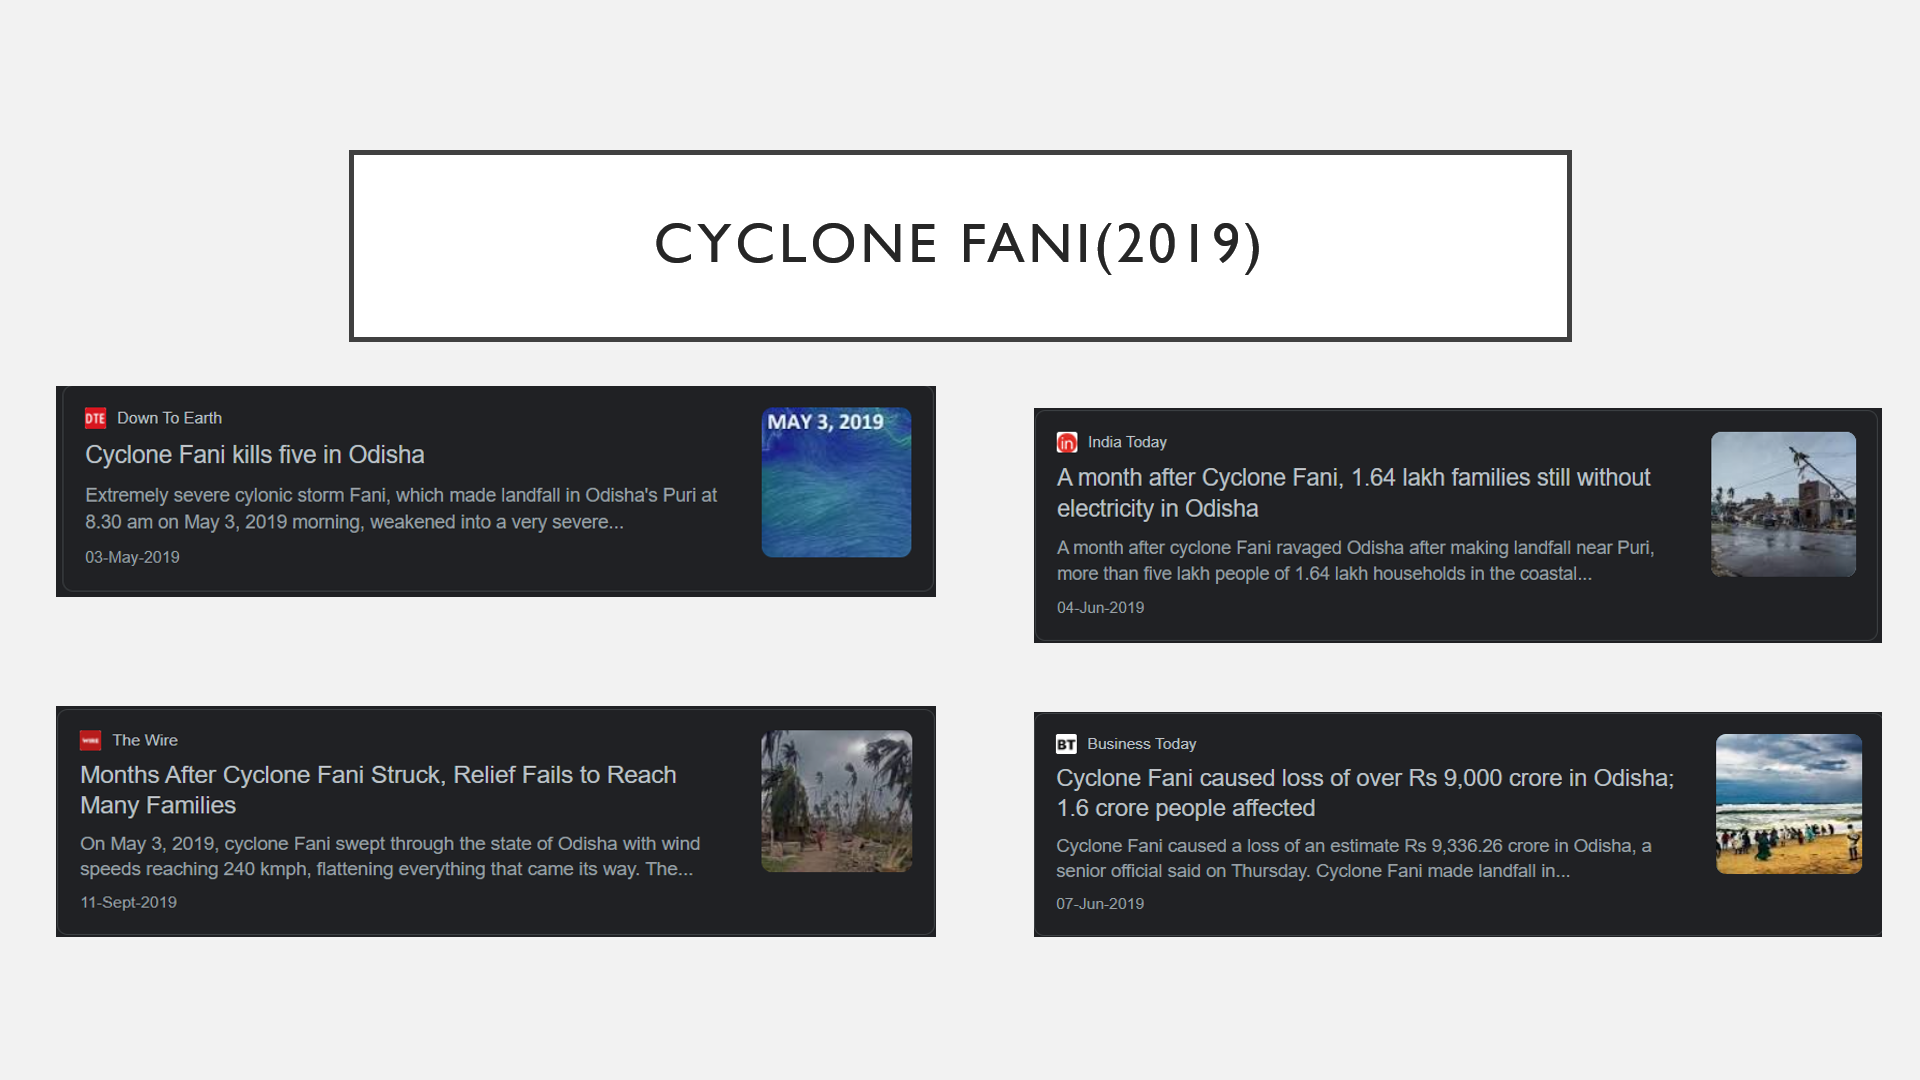 CYCLONE FANI(2019)
DTE Down To Earth
Cyclone Fani kills five in Odisha
Extremely severe cylonic storm Fani, which made landfall in Odisha's Puri at
8.30 am on May 3, 2019 morning, weakened into a very severe...
03-May-2019
MAY 3, 2019
in India Today
A month after Cyclone Fani, 1.64 lakh families still without
electricity in Odisha
A month after cyclone Fani ravaged Odisha after making landfall near Puri,
more than five lakh people of 1.64 lakh households in the coastal...
04-Jun-2019
WIRE The Wire
Months After Cyclone Fani Struck, Relief Fails to Reach
Many Families
On May 3, 2019, cyclone Fani swept through the state of Odisha with wind
speeds reaching 240 kmph, flattening everything that came its way. The...
11-Sept-2019
BT Business Today
Cyclone Fani caused loss of over Rs 9,000 crore in Odisha;
1.6 crore people affected
Cyclone Fani caused a loss of an estimate Rs 9,336.26 crore in Odisha, a
senior official said on Thursday. Cyclone Fani made landfall in...
07-Jun-2019